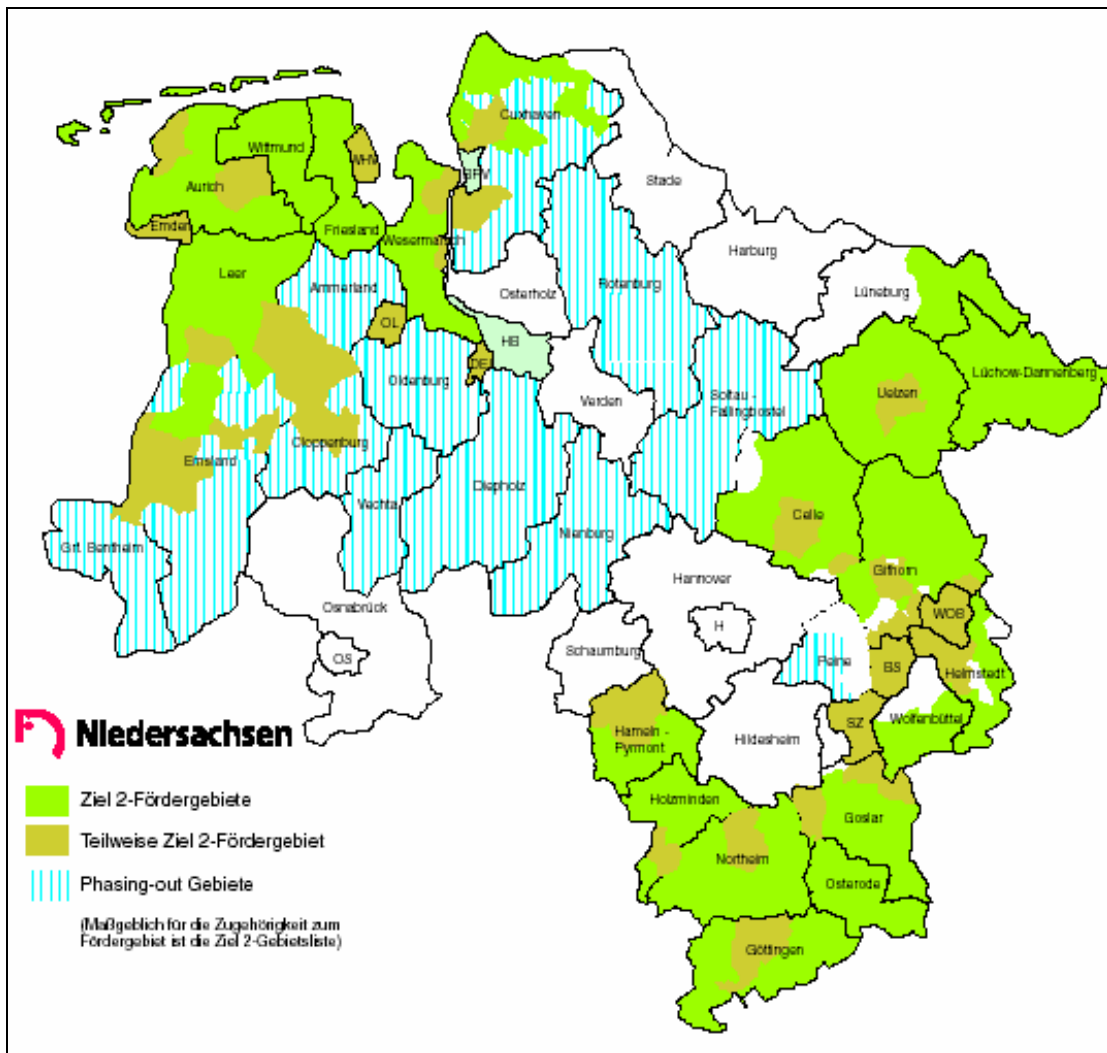 Cuxhaven
Wittmund
WHV
BRV
Stade
Aurich
Emden
Friesland
Wesermarsch
Harburg
Leer
Ammerland
Osterholz
Rotenburg
Lüneburg
OL
HB
DEL
Oldenburg
Verden
Soltau -
Fallingbostel
Lüchow-Dannenberg
Uelzen
Cloppenburg
Emsland
Vechta
Diepholz
Nienburg
Celle
Grf. Bentheim
Gifhorn
Hannover
Osnabrück
H
WOB
OS
Schaumburg
Peine
BS
Helmstedt
SZ
Wolfenbüttel
Niedersachsen
Hameln -
Pyrmont
Hildesheim
Ziel 2-Fördergebiete
Holzminden
Goslar
Teilweise Ziel 2-Fördergebiet
Northeim
Phasing-out Gebiete
Osterode
(Maßgeblich für die Zugehörigkeit zum
Fördergebiet ist die Ziel 2-Gebietsliste)
Göttingen